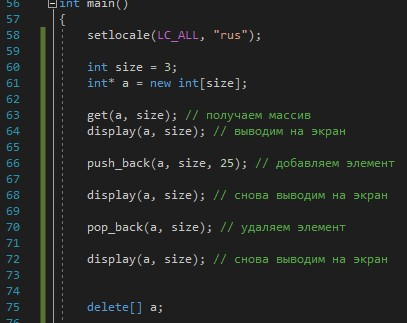 56 int main()
57 {
58 setlocale(LC_ALL, "rus");
59
60 int size = 3;
61 int* a = new int[size];
62
63 get(a, size); // получаем массив
64 display(a, size); // выводим на экран
65
66 push_back(a, size, 25); // добавляем элемент
67
68 display(a, size); // снова выводим на экран
69
70 pop_back(a, size); // удаляем элемент
71
72 display(a, size); // снова выводим на экран
73
74
75 delete[] a;
76